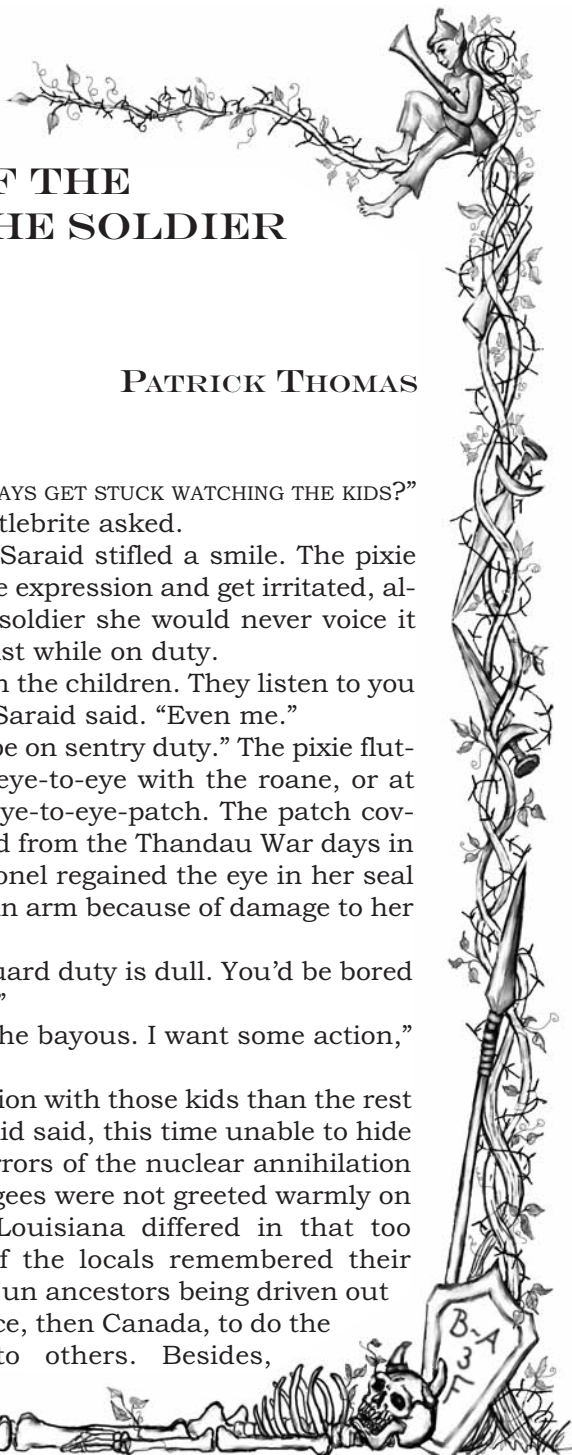 F THE
HE SOLDIER
PATRICK THOMAS
AYS GET STUCK WATCHING THE KIDS?”
tlebrite asked.
Saraid stifled a smile. The pixie
e expression and get irritated, al-
soldier she would never voice it
st while on duty.
n the children. They listen to you
Saraid said. “Even me.”
be on sentry duty.” The pixie flut-
eye-to-eye with the roane, or at
ye-to-eye-patch. The patch cov-
d from the Thandau War days in
onel regained the eye in her seal
n arm because of damage to her
uard duty is dull. You’d be bored
”
he bayous. I want some action,”
ion with those kids than the rest
id said, this time unable to hide
rrors of the nuclear annihilation
gees were not greeted warmly on
Louisiana differed in that too
f the locals remembered their
un ancestors being driven out
ce, then Canada, to do the
to others. Besides,
B-A
3
F